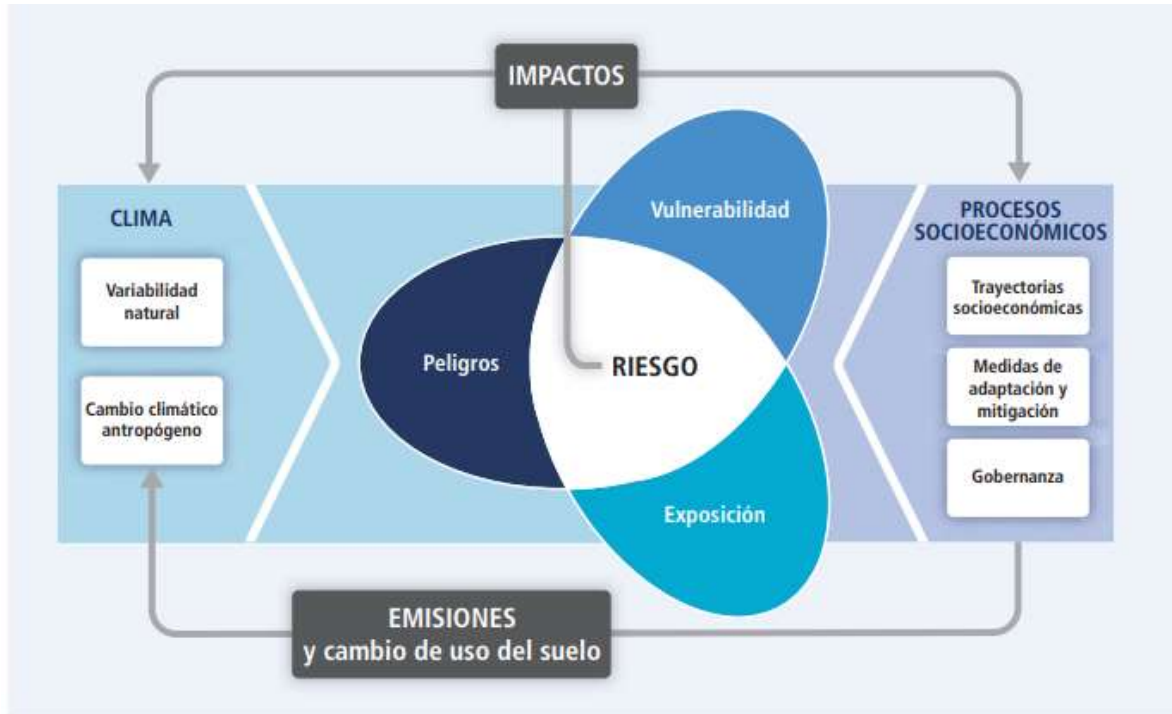 IMPACTOS
CLIMA
Variabilidad
natural
Cambio climático
antropógeno
Peligros
Vulnerabilidad
RIESGO
Exposición
PROCESOS
SOCIOECONÓMICOS
Trayectorias
socioeconómicas
Medidas de
adaptación y
mitigación
Gobernanza
EMISIONES
y cambio de uso del suelo